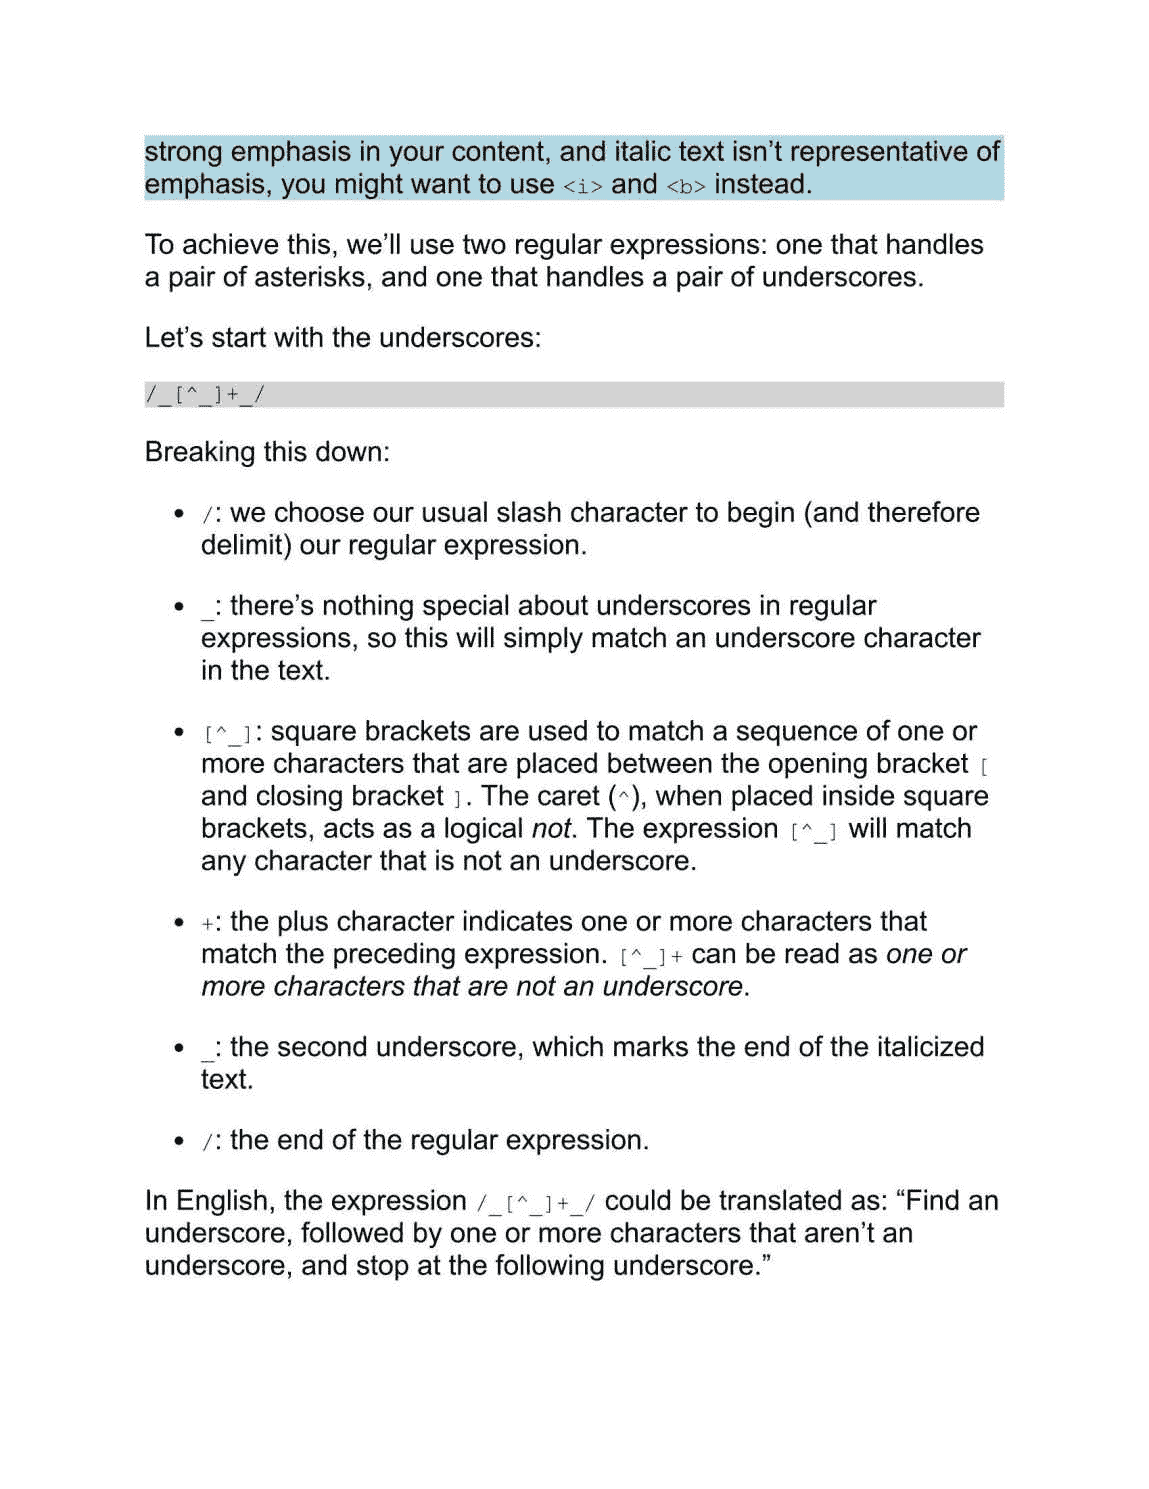 strong emphasis in your content, and italic text isn’t representative of
emphasis, you might want to use <i> and <b> instead.
To achieve this, we’ll use two regular expressions: one that handles
a pair of asterisks, and one that handles a pair of underscores.
Let’s start with the underscores:
/_[^_]+_/
Breaking this down:
• /: we choose our usual slash character to begin (and therefore
delimit) our regular expression.
• _: there’s nothing special about underscores in regular
expressions, so this will simply match an underscore character
in the text.
• [^_]: square brackets are used to match a sequence of one or
more characters that are placed between the opening bracket [
and closing bracket ]. The caret (^), when placed inside square
brackets, acts as a logical not. The expression [^_] will match
any character that is not an underscore.
• +: the plus character indicates one or more characters that
match the preceding expression. [^_]+ can be read as one or
more characters that are not an underscore.
• _: the second underscore, which marks the end of the italicized
text.
• /: the end of the regular expression.
In English, the expression /_[^_]+_/ could be translated as: “Find an
underscore, followed by one or more characters that aren’t an
underscore, and stop at the following underscore.”